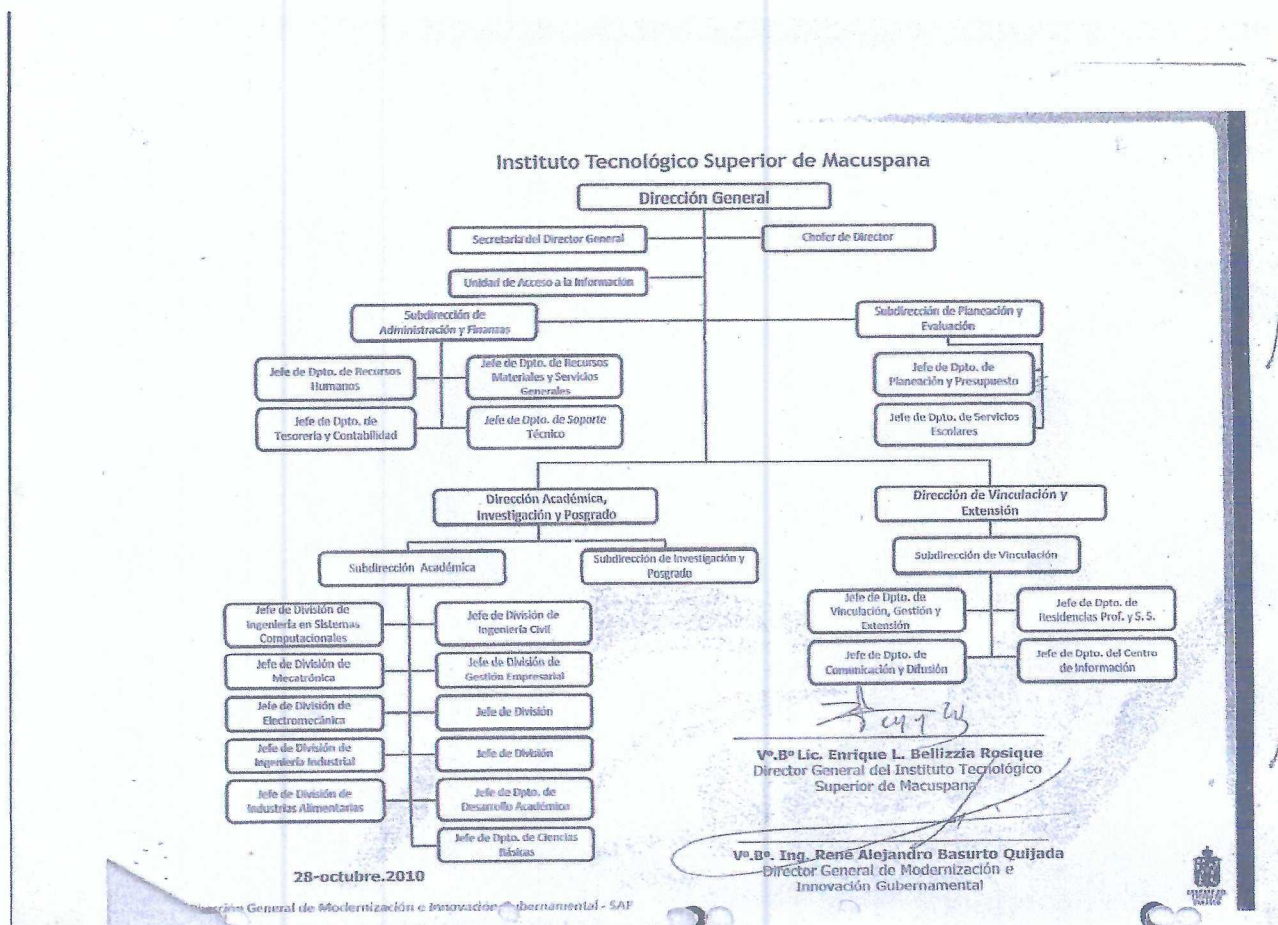 Instituto Tecnológico Superior de Macuspana
Dirección General
Secretaria del Director General
Chofer de Director
Unidad de Acceso a la Información
Subdirección de
Administración y Finanzas
Subdirección de Planeación y
Evaluación
Jefe de Dpto. de Recursos
Humanos
Jefe de Dpto. de Recursos
Materiales y Servicios
Generales
Jefe de Dpto. de
Tesorería y Contabilidad
Jefe de Dpto. de Soporte
Técnico
Jefe de Dpto. de
Planeación y Presupuesto
Jefe de Dpto. de Servicios
Escolares
Dirección Académica,
Investigación y Posgrado
Dirección de Vinculación y
Extensión
Subdirección Académica
Subdirección de Investigación y
Posgrado
Subdirección de Vinculación
Jefe de División de
Ingeniería en Sistemas
Computacionales
Jefe de División de
Ingeniería Civil
Jefe de División de
Mecatrónica
Jefe de División de
Gestión Empresarial
Jefe de División de
Electromecánica
Jefe de División
Jefe de División de
Ingeniería Industrial
Jefe de División
Jefe de División de
Industrias Alimentarias
Jefe de Dpto. de
Desarrollo Académico
Jefe de Dpto. de Ciencias
Básicas
Jefe de Dpto. de
Vinculación, Gestión y
Extensión
Jefe de Dpto. de
Residencias Prof. y S. S.
Jefe de Dpto. de
Comunicación y Difusión
Jefe de Dpto. del Centro
de Información
Vº.Bº Lic. Enrique L. Bellizzia Rosique
Director General del Instituto Tecnológico
Superior de Macuspana
Vº.Bº. Ing. René Alejandro Basurto Quijada
Director General de Modernización e
Innovación Gubernamental
28-octubre.2010
Dirección General de Modernización e Innovación Gubernamental - SAF